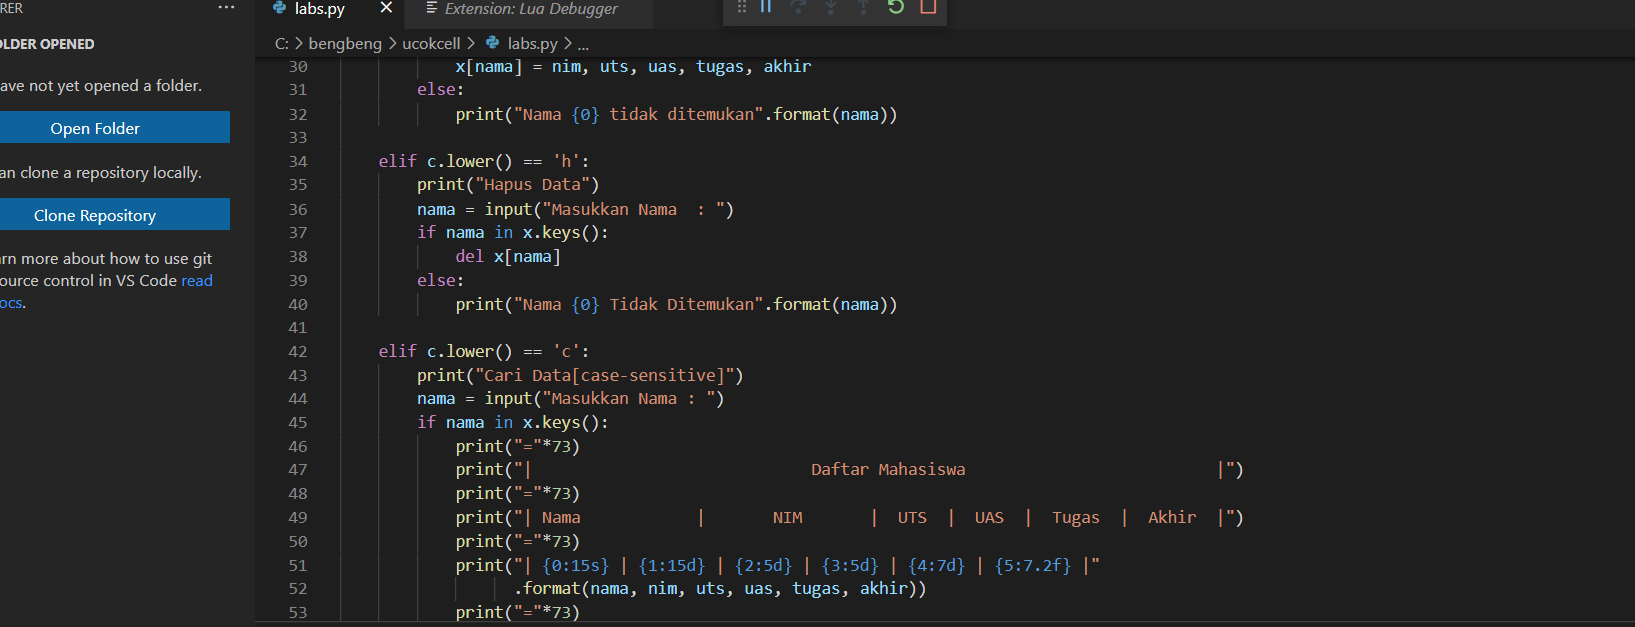 RER ...
OLDER OPENED
ave not yet opened a folder.
Open Folder
an clone a repository locally.
Clone Repository
arn more about how to use git
ource control in VS Code read
ocs.
labs.py × Extension: Lua Debugger
C: > bengbeng > ucokcell > labs.py > ...
30 x[nama] = nim, uts, uas, tugas, akhir
31 else:
32 print("Nama {0} tidak ditemukan".format(nama))
33
34 elif c.lower() == 'h':
35 print("Hapus Data")
36 nama = input("Masukkan Nama  : ")
37 if nama in x.keys():
38 del x[nama]
39 else:
40 print("Nama {0} Tidak Ditemukan".format(nama))
41
42 elif c.lower() == 'c':
43 print("Cari Data[case-sensitive]")
44 nama = input("Masukkan Nama : ")
45 if nama in x.keys():
46 print("="*73)
47 print("|                             Daftar Mahasiswa                          |")
48 print("="*73)
49 print("| Nama            |       NIM       |  UTS  |  UAS  |  Tugas  |  Akhir  |")
50 print("="*73)
51 print("| {0:15s} | {1:15d} | {2:5d} | {3:5d} | {4:7d} | {5:7.2f} |"
52 .format(nama, nim, uts, uas, tugas, akhir))
53 print("="*73)